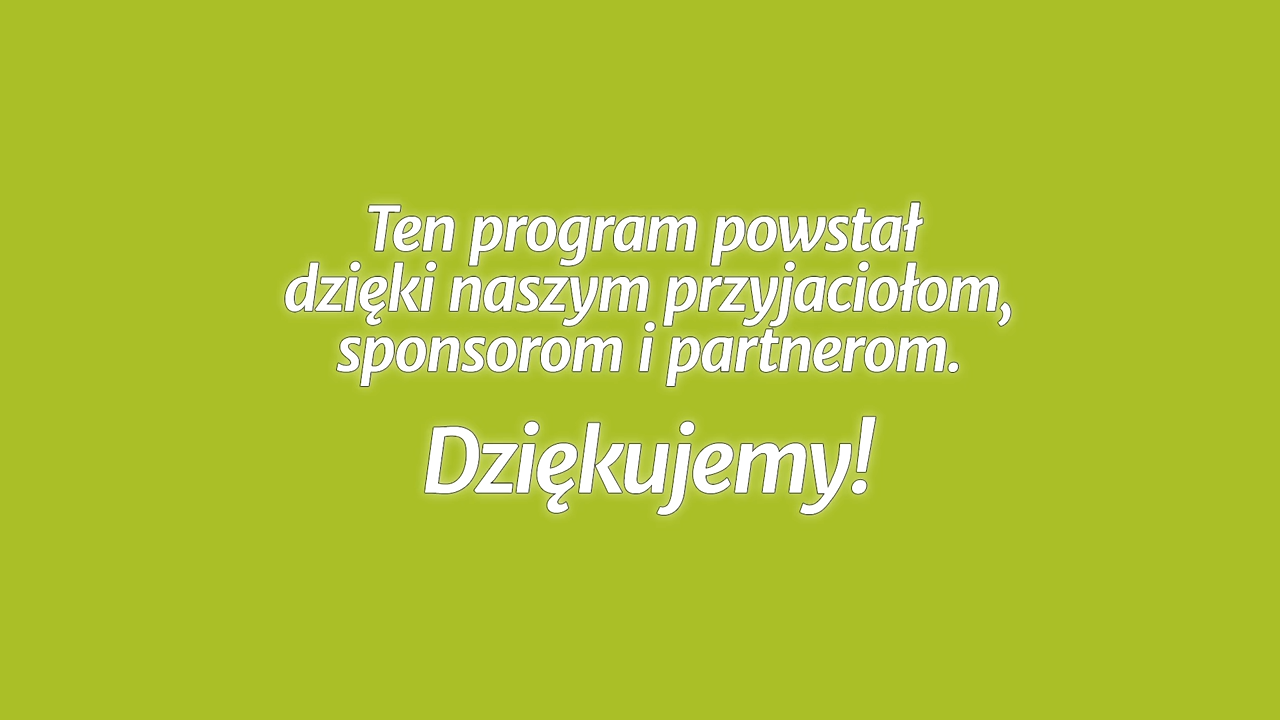 Ten program powstał
dzięki naszym przyjaciołom,
sponsorom i partnerom.
Dziękujemy!